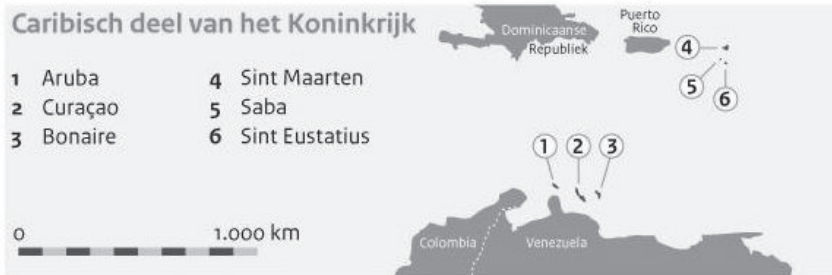 Caribisch deel van het Koninkrijk
1 Aruba
2 Curaçao
3 Bonaire
4 Sint Maarten
5 Saba
6 Sint Eustatius
0 1.000 km
Dominicaanse
Republiek
Puerto
Rico
4
5
6
1
2
3
Colombia
Venezuela